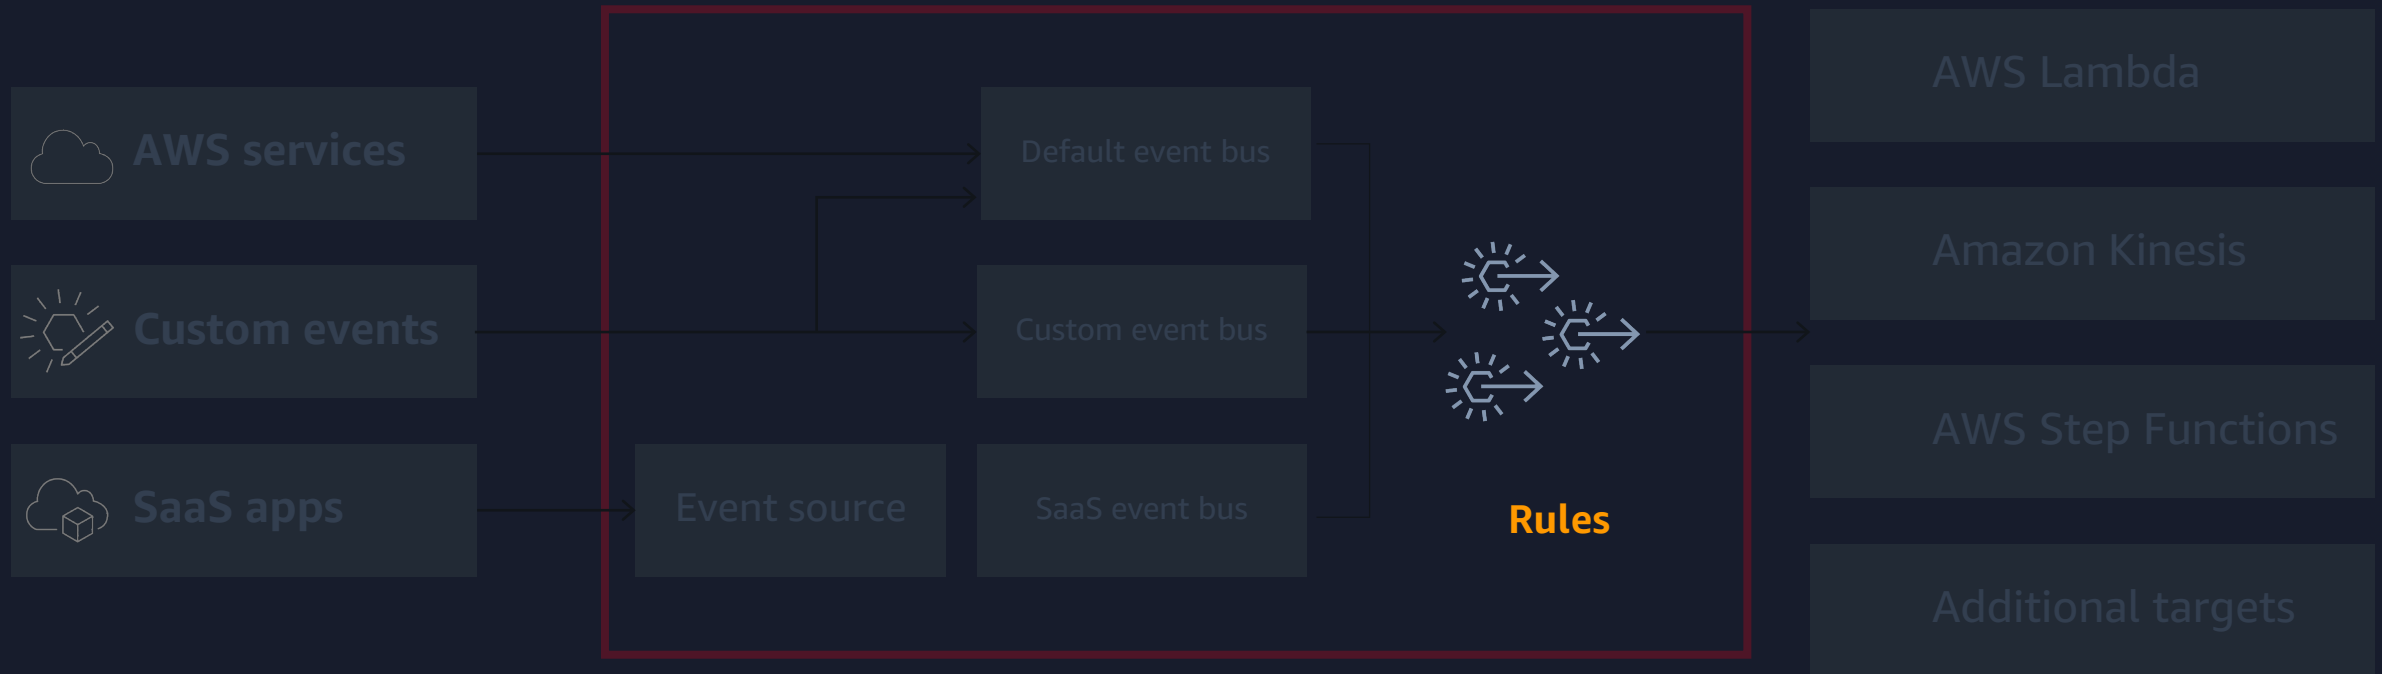 AWS services
Custom events
SaaS apps
Event source
Default event bus
Custom event bus
SaaS event bus
Rules
AWS Lambda
Amazon Kinesis
AWS Step Functions
Additional targets